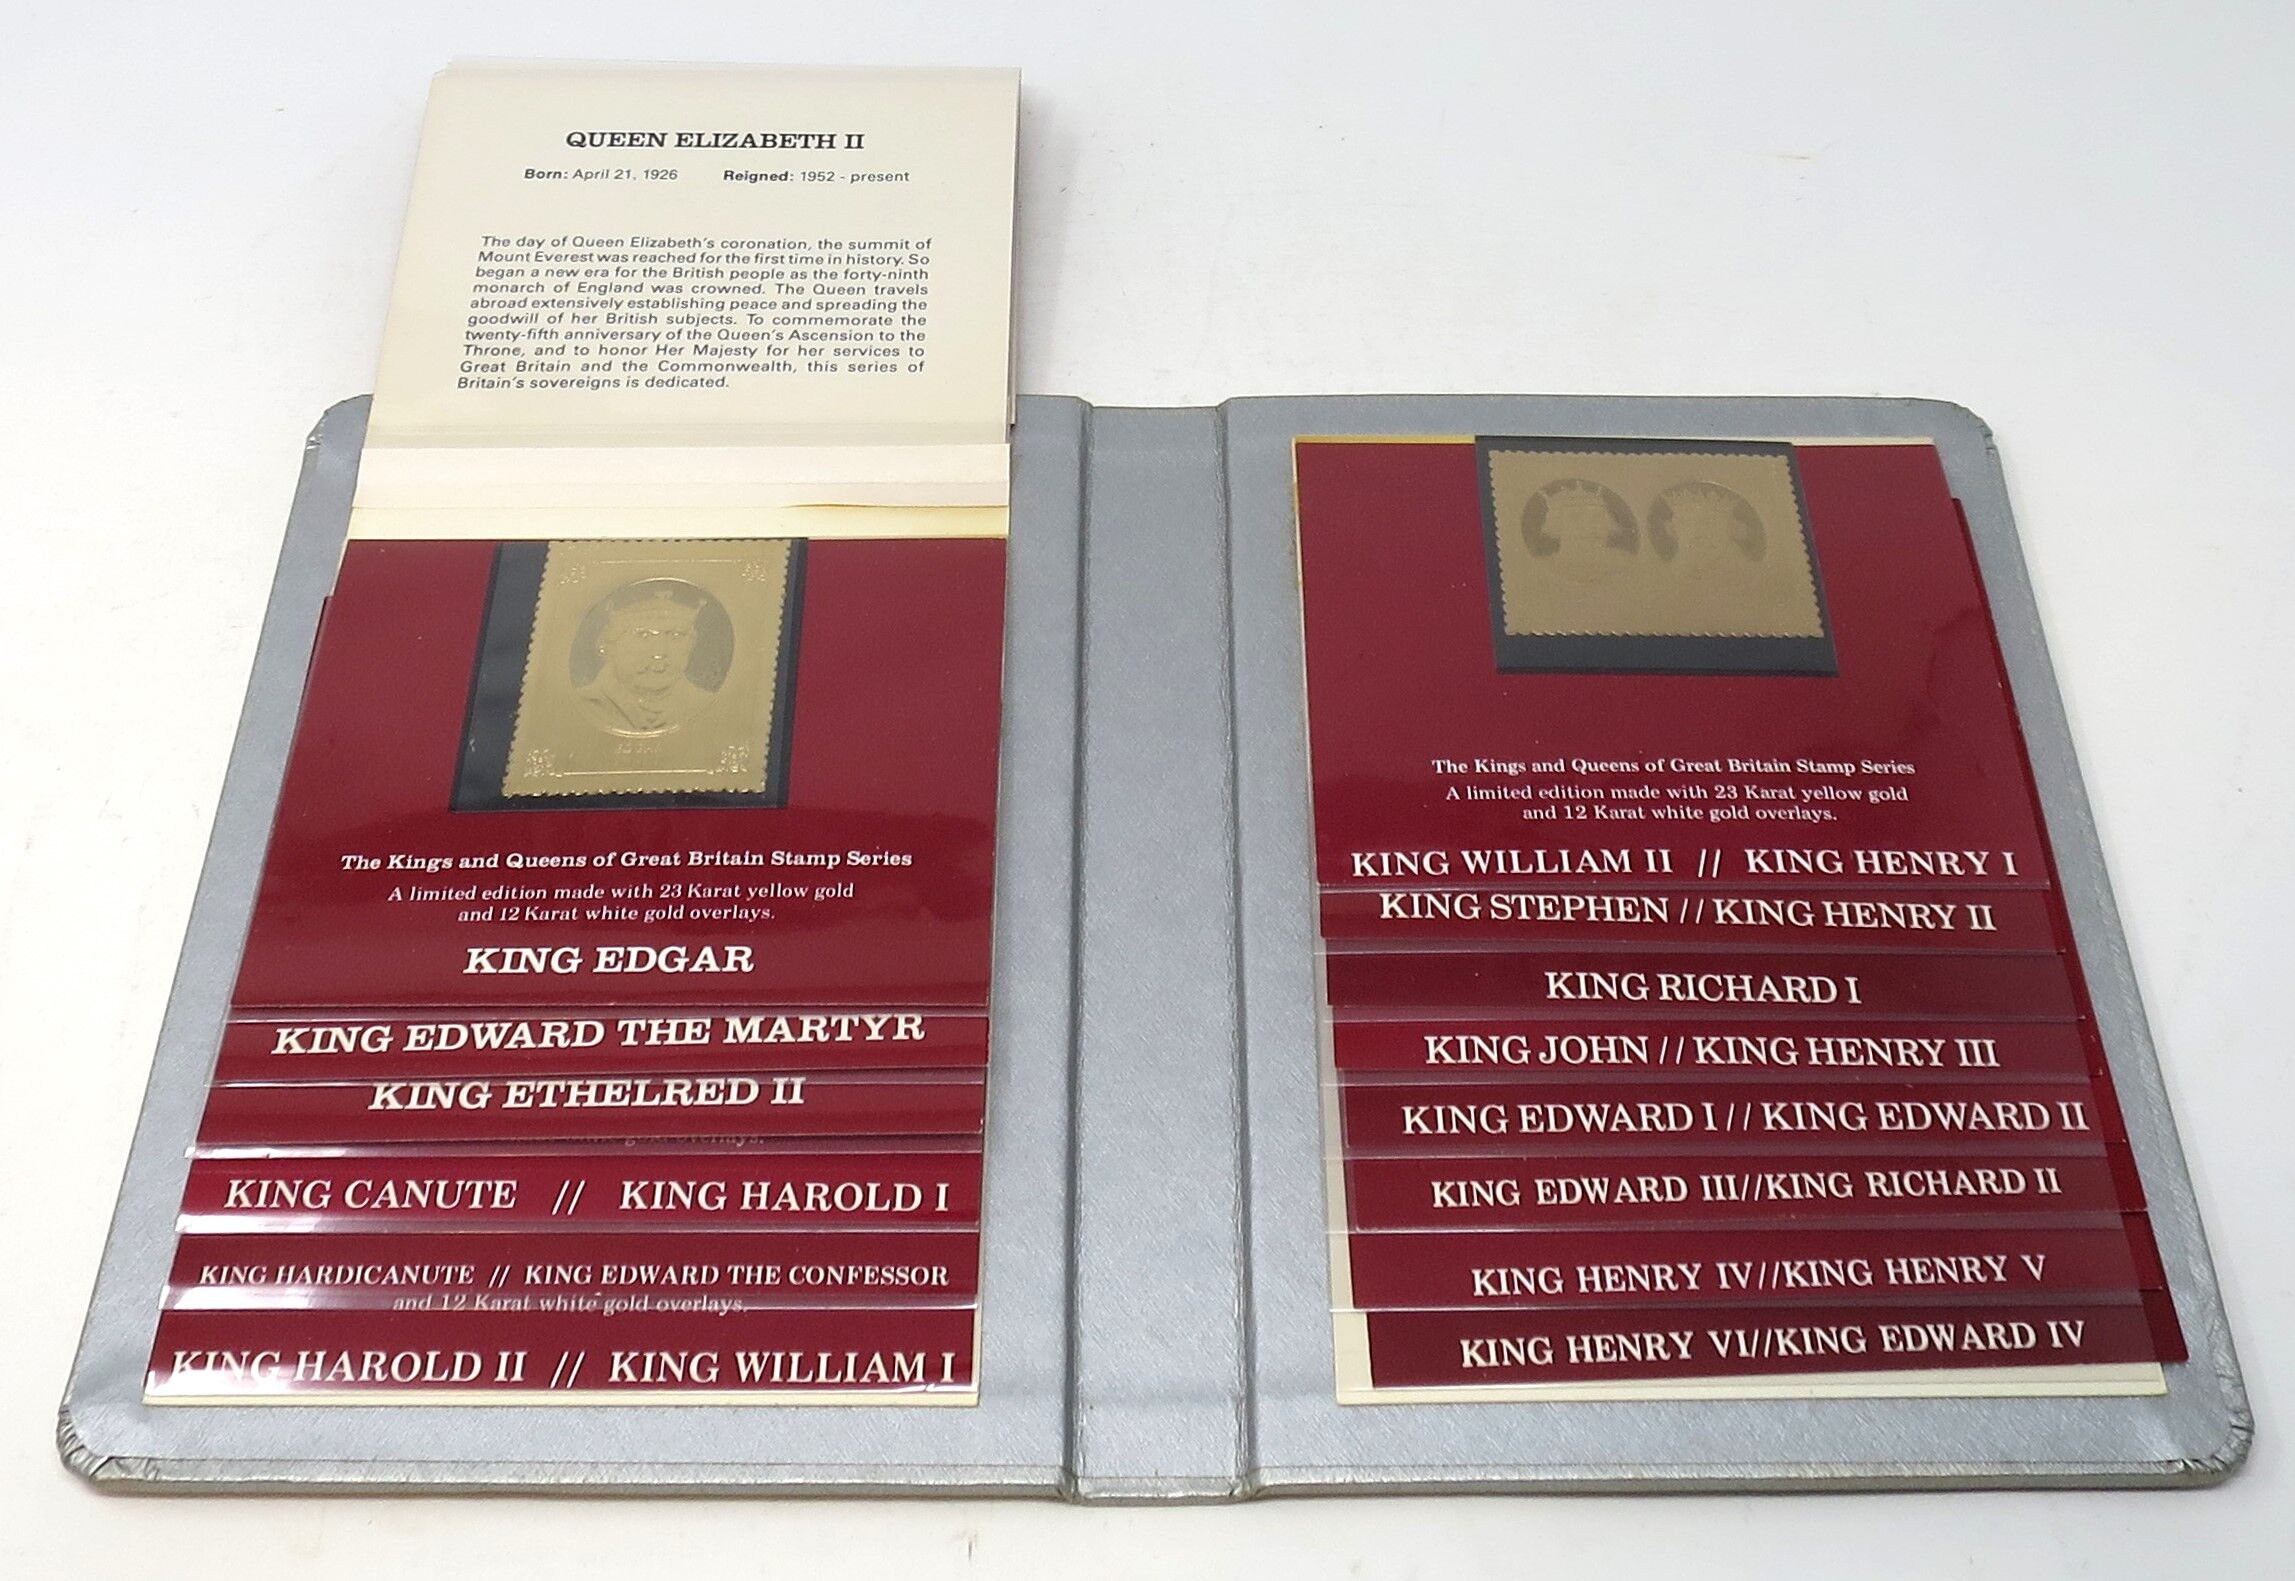 QUEEN ELIZABETH II
Born: April 21, 1926 Reigned: 1952 - present
The day of Queen Elizabeth's coronation, the summit of
Mount Everest was reached for the first time in history. So
began a new era for the British people as the forty-ninth
monarch of England was crowned. The Queen travels
abroad extensively establishing peace and spreading the
goodwill of her British subjects. To commemorate the
twenty-fifth anniversary of the Queen's Ascension to the
Throne, and to honor Her Majesty for her services to
Great Britain and the Commonwealth, this series of
Britain's sovereigns is dedicated.
The Kings and Queens of Great Britain Stamp Series
A limited edition made with 23 Karat yellow gold
and 12 Karat white gold overlays.
KING EDGAR
KING EDWARD THE MARTYR
KING ETHELRED II
gold overlays.
KING CANUTE // KING HAROLD I
KING HARDICANUTE // KING EDWARD THE CONFESSOR
and 12 Karat white gold overlays.
KING HAROLD II // KING WILLIAM I
The Kings and Queens of Great Britain Stamp Series
A limited edition made with 23 Karat yellow gold
and 12 Karat white gold overlays.
KING WILLIAM II // KING HENRY I
KING STEPHEN // KING HENRY II
KING RICHARD I
KING JOHN // KING HENRY III
KING EDWARD I // KING EDWARD II
KING EDWARD III//KING RICHARD II
KING HENRY IV//KING HENRY V
KING HENRY VI//KING EDWARD IV